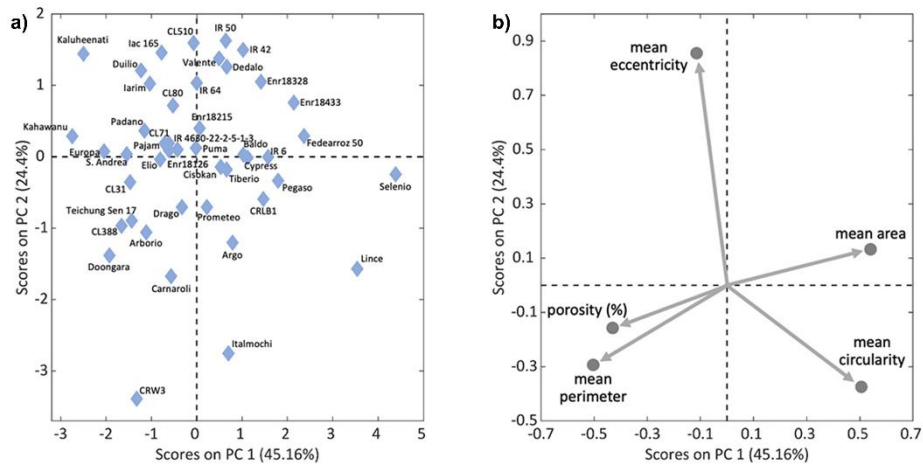 a)
b)
2
1
0
-1
-2
-3
Scores on PC 2 (24.4%)
Kaluheenati
Iac 165
CL510
IR 50
IR 42
Duilio
Valente
Dedalo
Iarim
IR 64
Enr18328
CL80
Enr18433
Enr18215
Padano
Kahawanu
CL71
IR 4630-22-2-5-1-3
Fedearroz 50
Pajam
Puma
Baldo
IR 6
Europa
S. Andrea
Elio
Enr18126
Cypress
Cisokan
Tiberio
Selenio
CL31
Pegaso
CRLB1
Teichung Sen 17
Drago
Prometeo
CL388
Arborio
Argo
Doongara
Lince
Carnaroli
Italmochi
CRW3
-3
-2
-1
0
1
2
3
4
5
Scores on PC 1 (45.16%)
0.9
0.7
0.5
0.3
0.1
-0.1
-0.3
-0.5
Scores on PC 2 (24.4%)
mean
eccentricity
mean area
porosity (%)
mean
perimeter
mean
circularity
-0.7
-0.5
-0.3
-0.1
0.1
0.3
0.5
0.7
Scores on PC 1 (45.16%)